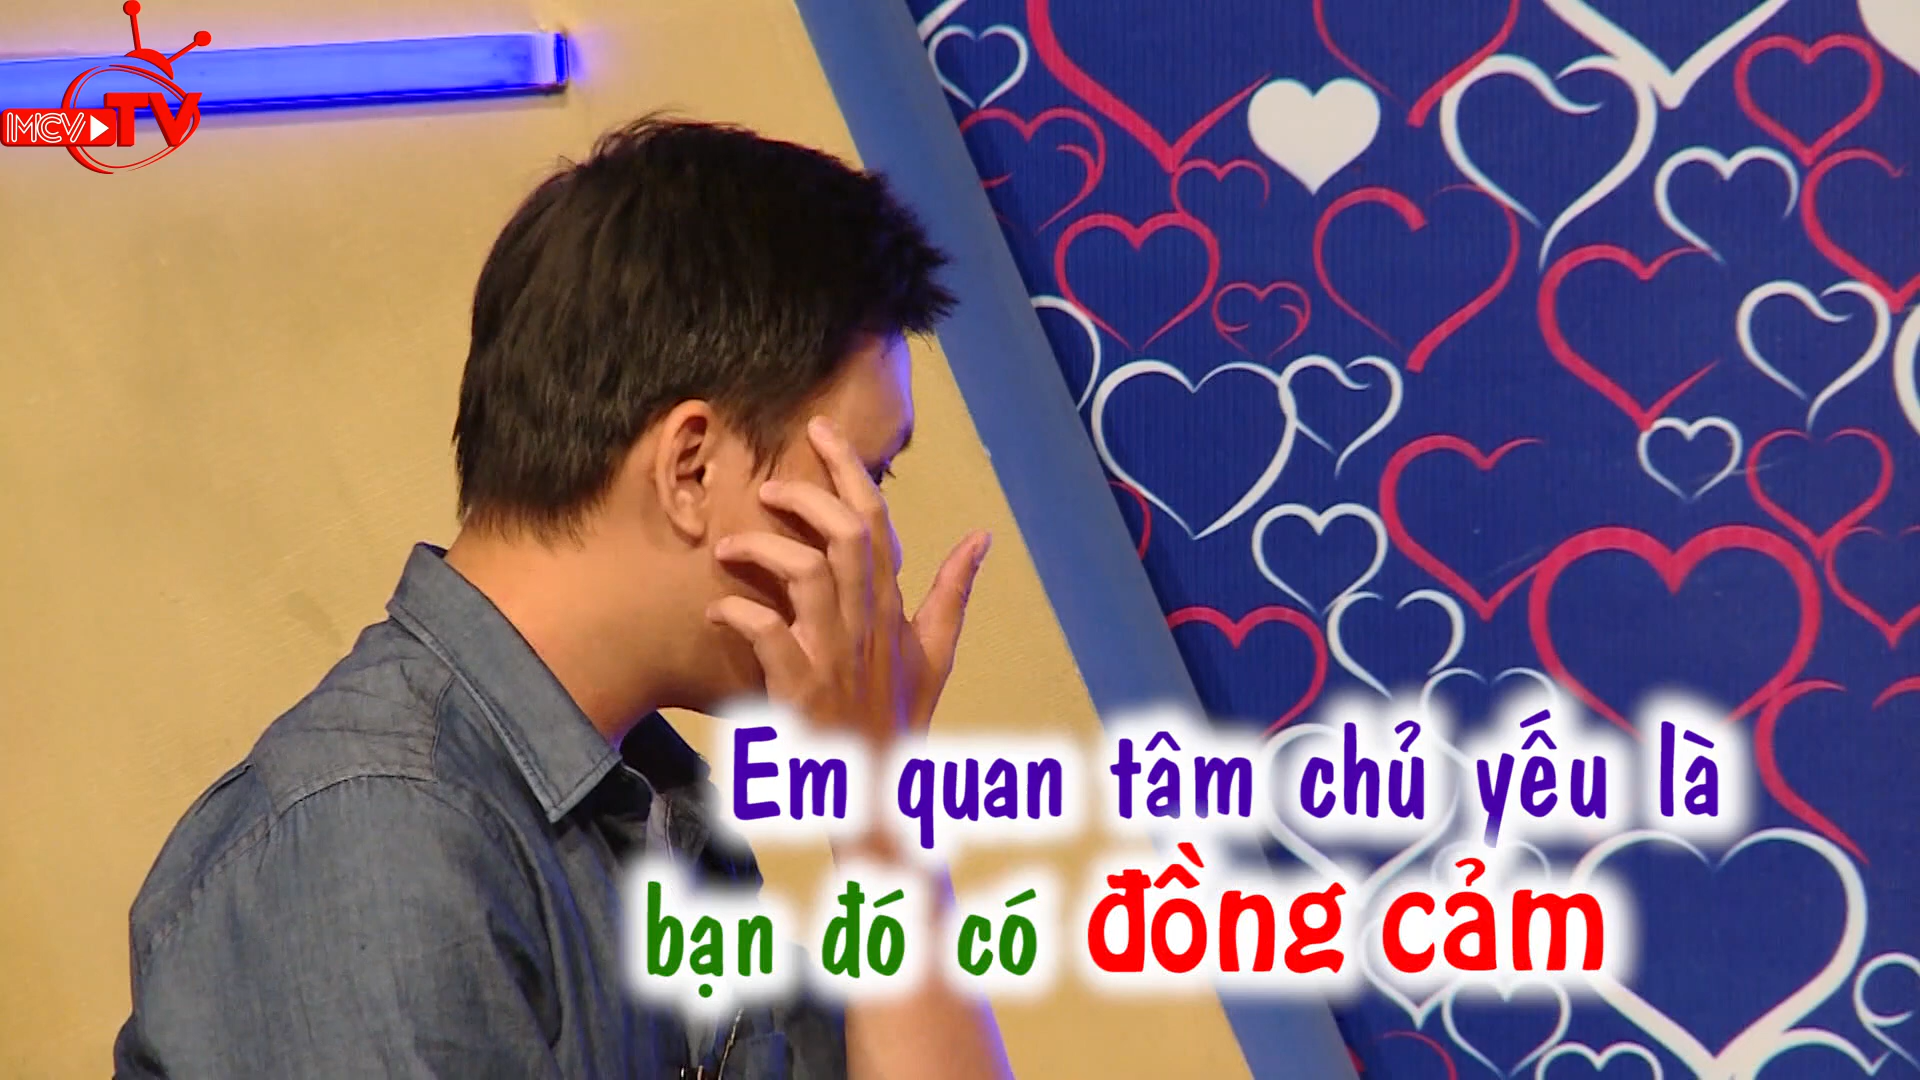 IMCV TV
Em quan tâm chủ yếu là
bạn đó có đồng cảm